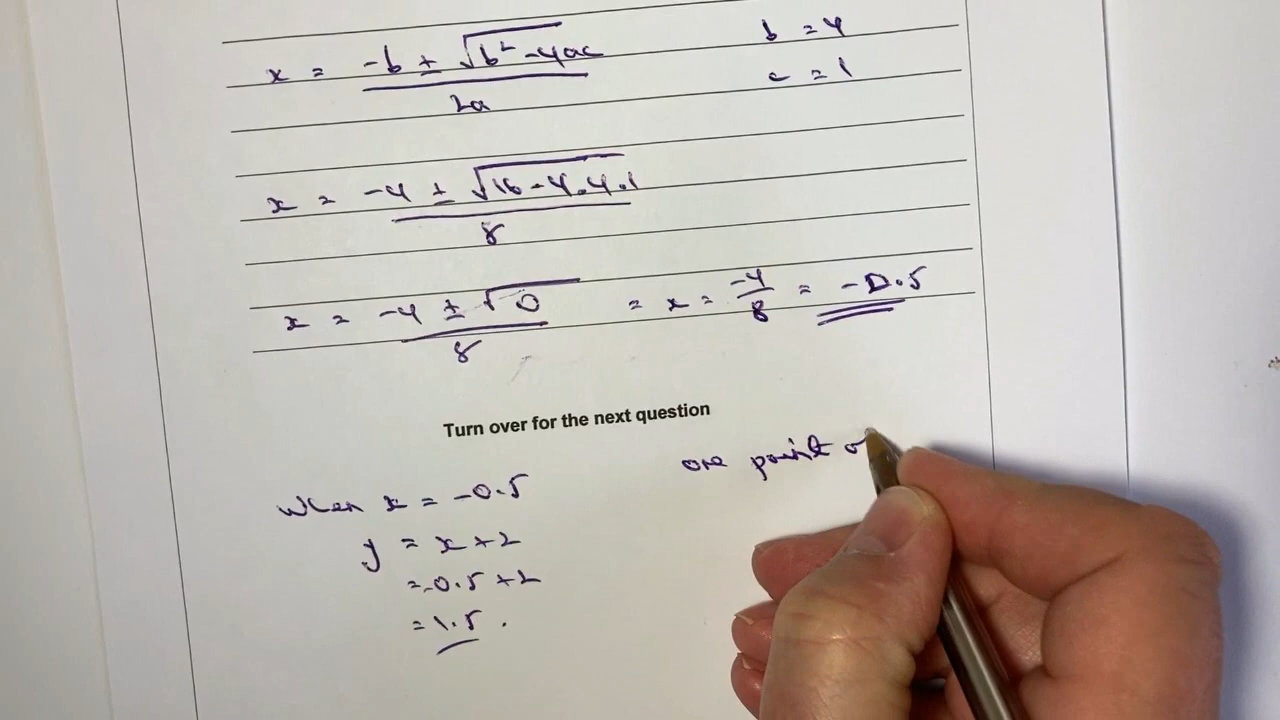 x = -b ± √b² - 4ac / 2a
b = 4
c = 1
x = -4 ± √16 - 4.4.1 / 8
x = -4 ± √0 / 8 = x = -4/8 = -0.5
Turn over for the next question
when x = -0.5
one point o
y = x + 2
= -0.5 + 2
= 1.5 .